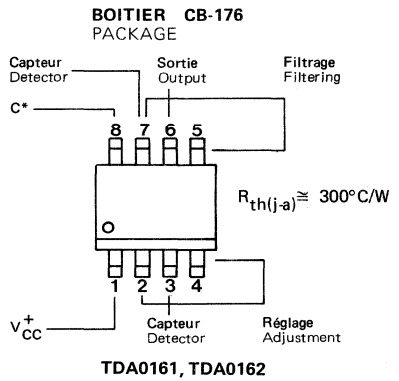 BOITIER CB-176
PACKAGE
Capteur
Detector
Sortie
Output
Filtrage
Filtering
C*
8 7 6 5
Rth(j-a)≅ 300°C/W
1 2 3 4
V+CC
Capteur
Detector
Réglage
Adjustment
TDA0161, TDA0162